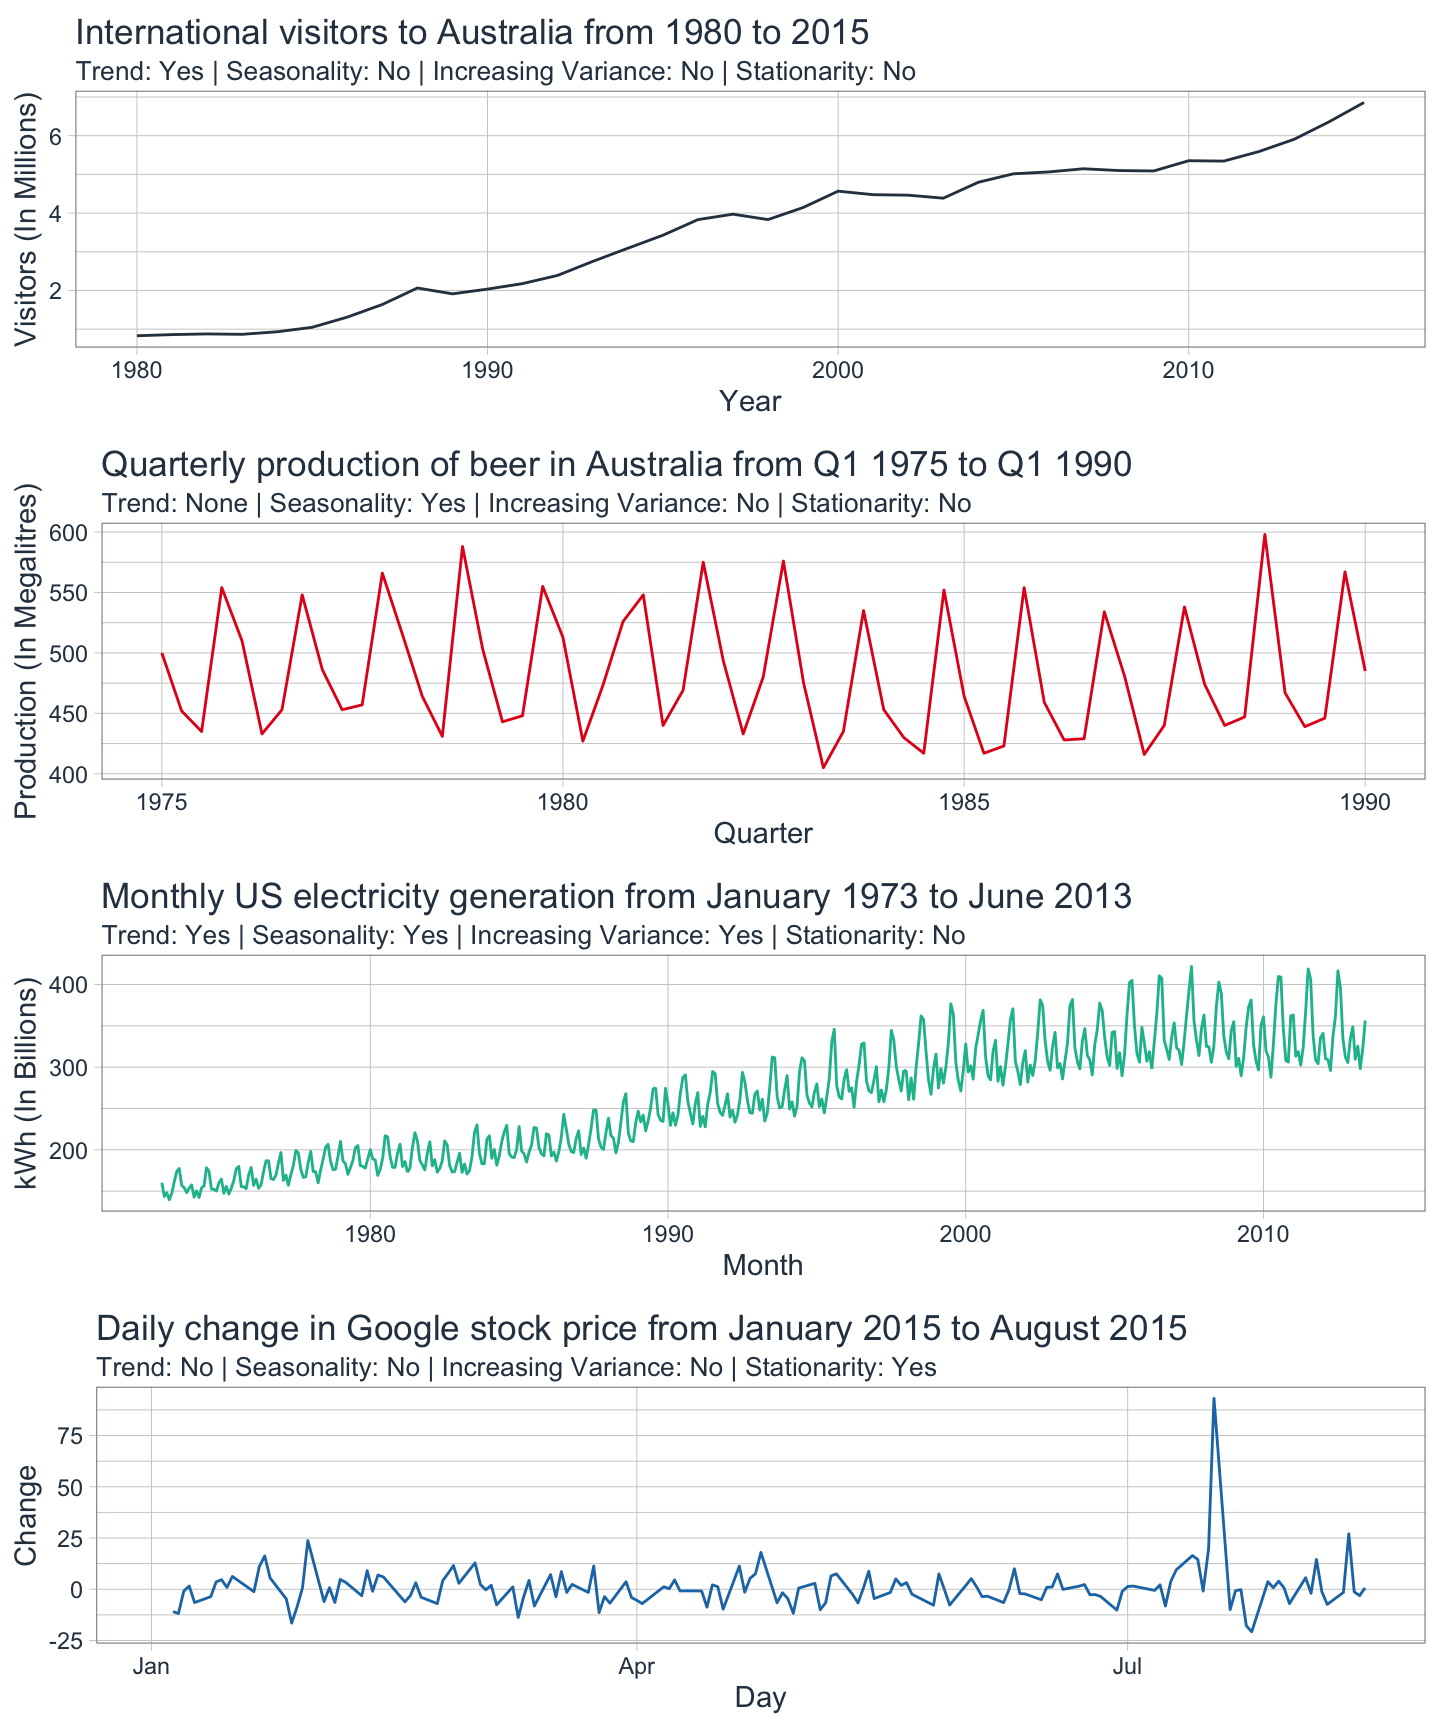 International visitors to Australia from 1980 to 2015
Trend: Yes | Seasonality: No | Increasing Variance: No | Stationarity: No
Visitors (In Millions)
6
4
2
1980 1990 2000 2010
Year
Quarterly production of beer in Australia from Q1 1975 to Q1 1990
Trend: None | Seasonality: Yes | Increasing Variance: No | Stationarity: No
Production (In Megalitres)
600
550
500
450
400
1975 1980 1985 1990
Quarter
Monthly US electricity generation from January 1973 to June 2013
Trend: Yes | Seasonality: Yes | Increasing Variance: Yes | Stationarity: No
kWh (In Billions)
400
300
200
1980 1990 2000 2010
Month
Daily change in Google stock price from January 2015 to August 2015
Trend: No | Seasonality: No | Increasing Variance: No | Stationarity: Yes
Change
75
50
25
0
-25
Jan Apr Jul
Day